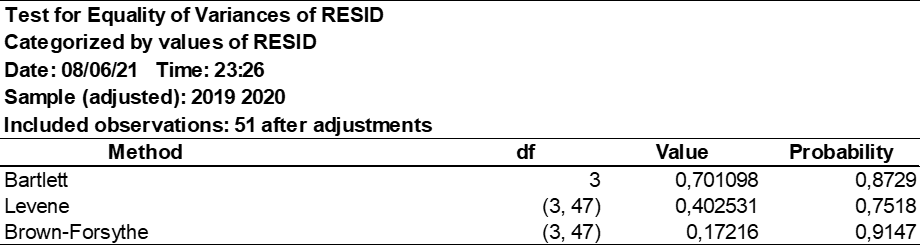 Test for Equality of Variances of RESID
Categorized by values of RESID
Date: 08/06/21 Time: 23:26
Sample (adjusted): 2019 2020
Included observations: 51 after adjustments
Method df Value Probability
Bartlett 3 0,701098 0,8729
Levene (3, 47) 0,402531 0,7518
Brown-Forsythe (3, 47) 0,17216 0,9147